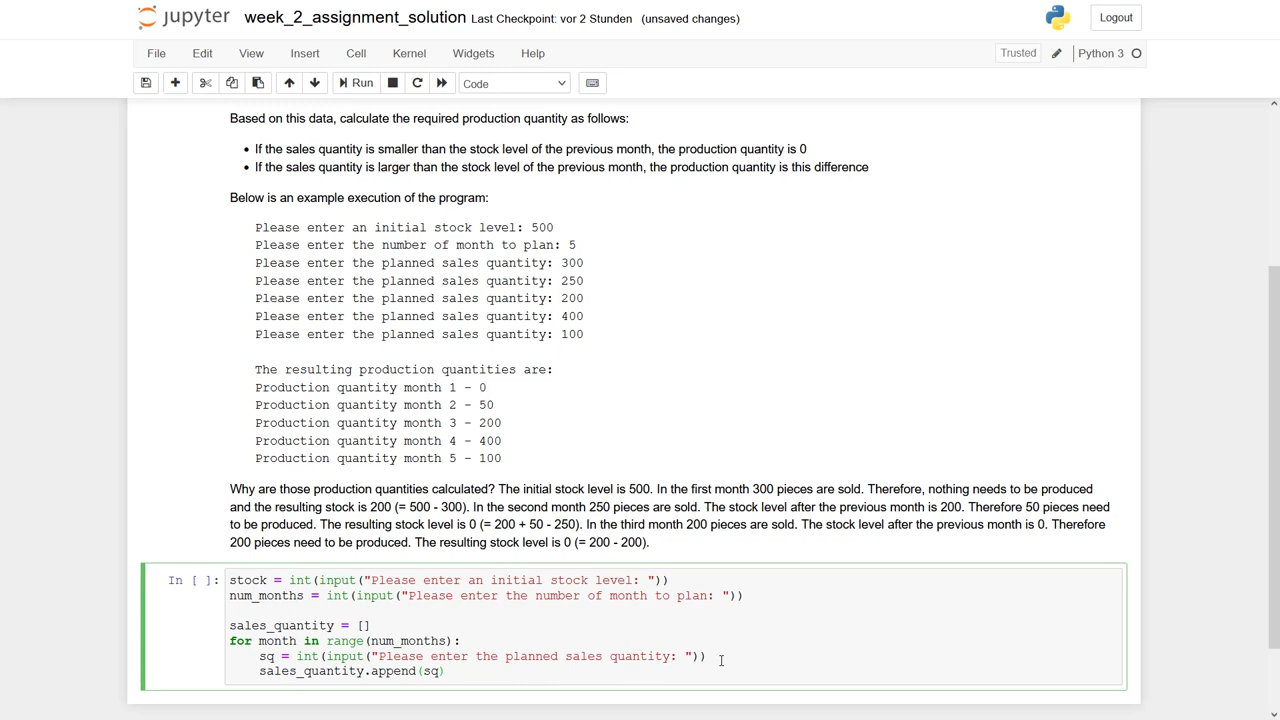 jupyter week_2_assignment_solution Last Checkpoint: vor 2 Stunden (unsaved changes) Logout
File Edit View Insert Cell Kernel Widgets Help Trusted Python 3
Run Code
Based on this data, calculate the required production quantity as follows:
• If the sales quantity is smaller than the stock level of the previous month, the production quantity is 0
• If the sales quantity is larger than the stock level of the previous month, the production quantity is this difference
Below is an example execution of the program:
Please enter an initial stock level: 500
Please enter the number of month to plan: 5
Please enter the planned sales quantity: 300
Please enter the planned sales quantity: 250
Please enter the planned sales quantity: 200
Please enter the planned sales quantity: 400
Please enter the planned sales quantity: 100
The resulting production quantities are:
Production quantity month 1 - 0
Production quantity month 2 - 50
Production quantity month 3 - 200
Production quantity month 4 - 400
Production quantity month 5 - 100
Why are those production quantities calculated? The initial stock level is 500. In the first month 300 pieces are sold. Therefore, nothing needs to be produced
and the resulting stock is 200 (= 500 - 300). In the second month 250 pieces are sold. The stock level after the previous month is 200. Therefore 50 pieces need
to be produced. The resulting stock level is 0 (= 200 + 50 - 250). In the third month 200 pieces are sold. The stock level after the previous month is 0. Therefore
200 pieces need to be produced. The resulting stock level is 0 (= 200 - 200).
In [ ]: stock = int(input("Please enter an initial stock level: "))
num_months = int(input("Please enter the number of month to plan: "))
sales_quantity = []
for month in range(num_months):
    sq = int(input("Please enter the planned sales quantity: "))
    sales_quantity.append(sq)